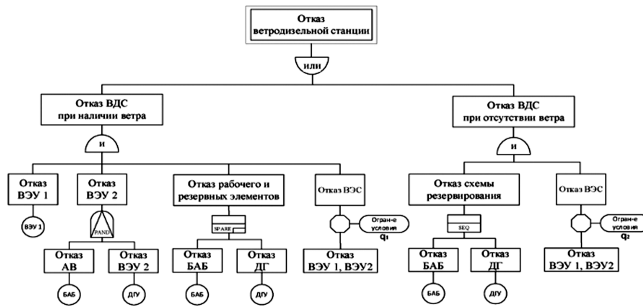 Отказ
ветродизельной станции
или
Отказ ВДС
при наличии ветра
Отказ ВДС
при отсутствии ветра
и
и
Отказ
ВЭУ 1
Отказ
ВЭУ 2
Отказ рабочего и
резервных элементов
Отказ ВЭС
Отказ схемы
резервирования
Отказ ВЭС
ВЭУ 1
PAND
SPARE
Огран-е
условия
q₁
SEQ
Огран-е
условия
q₂
Отказ
АВ
Отказ
ВЭУ 2
Отказ
БАБ
Отказ
ДГ
Отказ
ВЭУ 1, ВЭУ2
Отказ
БАБ
Отказ
ДГ
Отказ
ВЭУ 1, ВЭУ2
БАБ
ДГУ
БАБ
ДГУ
БАБ
ДГУ